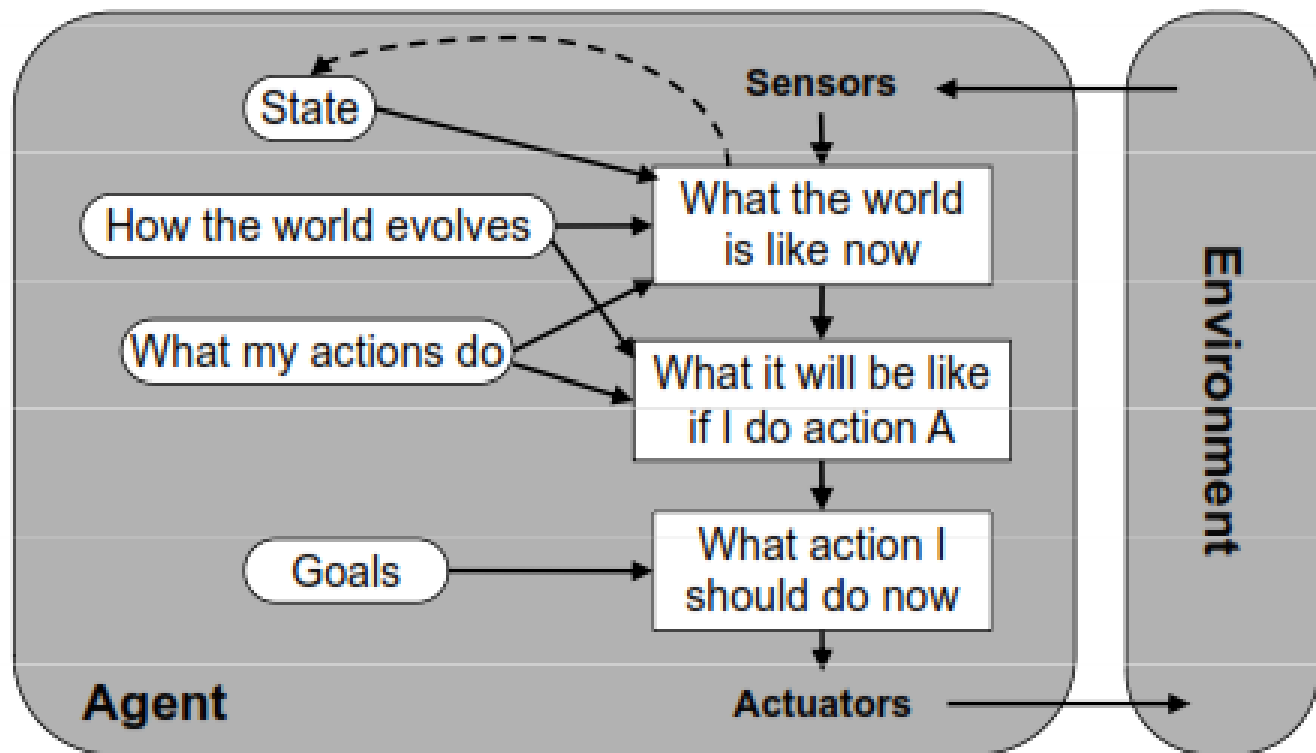 Sensors
State
What the world
is like now
How the world evolves
What my actions do
What it will be like
if I do action A
What action I
should do now
Goals
Agent
Actuators
Environment